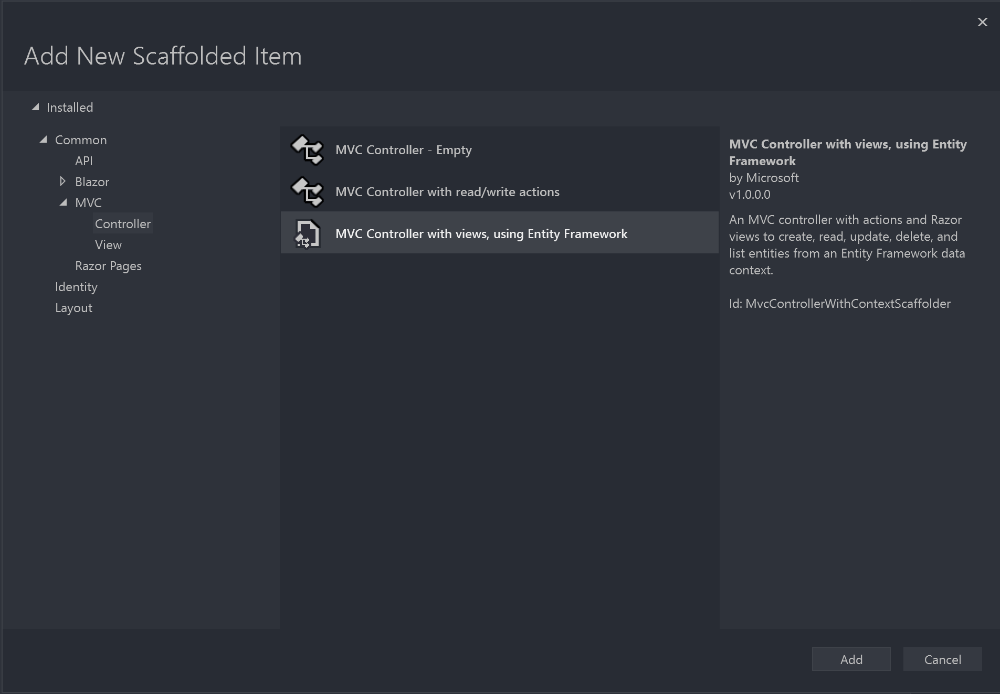 Add New Scaffolded Item
Installed
Common
API
Blazor
MVC
Controller
View
Razor Pages
Identity
Layout
MVC Controller - Empty
MVC Controller with read/write actions
MVC Controller with views, using Entity Framework
MVC Controller with views, using Entity
Framework
by Microsoft
v1.0.0.0
An MVC controller with actions and Razor
views to create, read, update, delete, and
list entities from an Entity Framework data
context.
Id: MvcControllerWithContextScaffolder
Add
Cancel